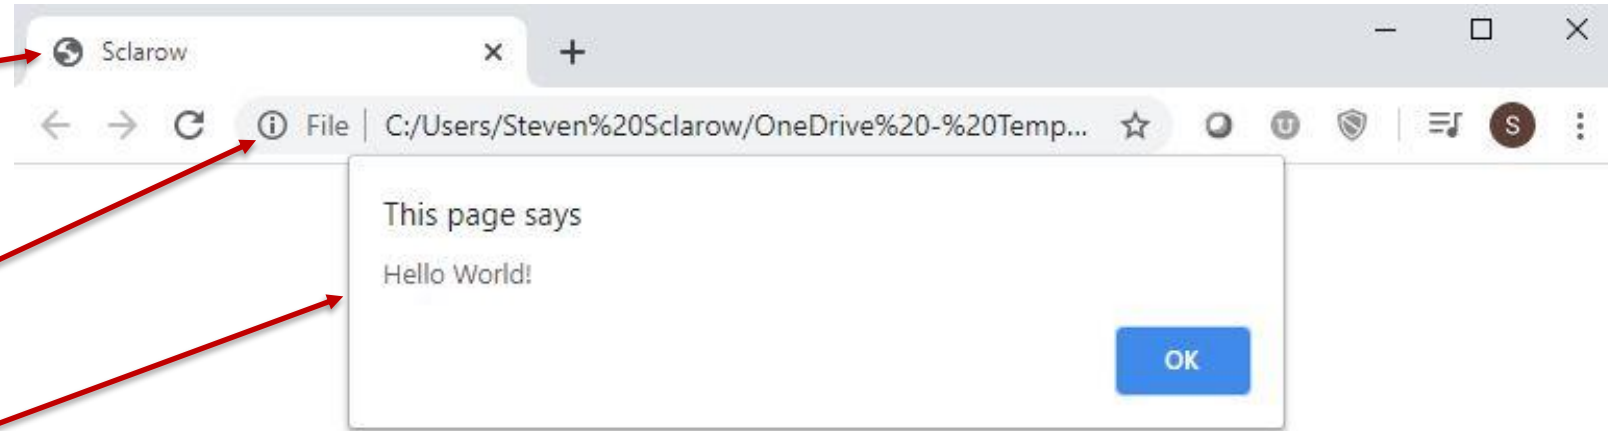 Sclarow
File | C:/Users/Steven%20Sclarow/OneDrive%20-%20Temp... S
This page says
Hello World!
OK